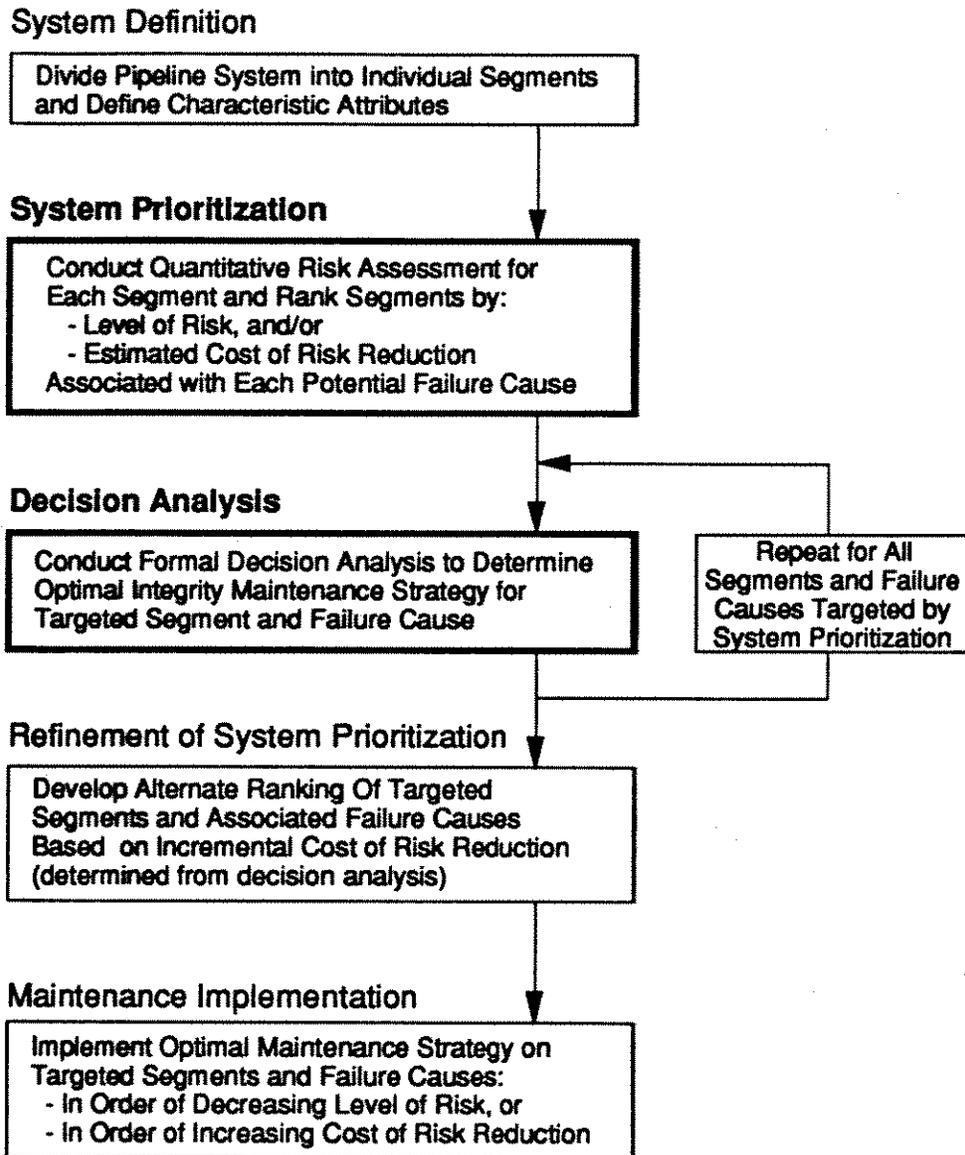 System Definition
Divide Pipeline System into Individual Segments
and Define Characteristic Attributes
System Prioritization
Conduct Quantitative Risk Assessment for
Each Segment and Rank Segments by:
- Level of Risk, and/or
- Estimated Cost of Risk Reduction
Associated with Each Potential Failure Cause
Decision Analysis
Conduct Formal Decision Analysis to Determine
Optimal Integrity Maintenance Strategy for
Targeted Segment and Failure Cause
Repeat for All
Segments and Failure
Causes Targeted by
System Prioritization
Refinement of System Prioritization
Develop Alternate Ranking Of Targeted
Segments and Associated Failure Causes
Based on Incremental Cost of Risk Reduction
(determined from decision analysis)
Maintenance Implementation
Implement Optimal Maintenance Strategy on
Targeted Segments and Failure Causes:
- In Order of Decreasing Level of Risk, or
- In Order of Increasing Cost of Risk Reduction